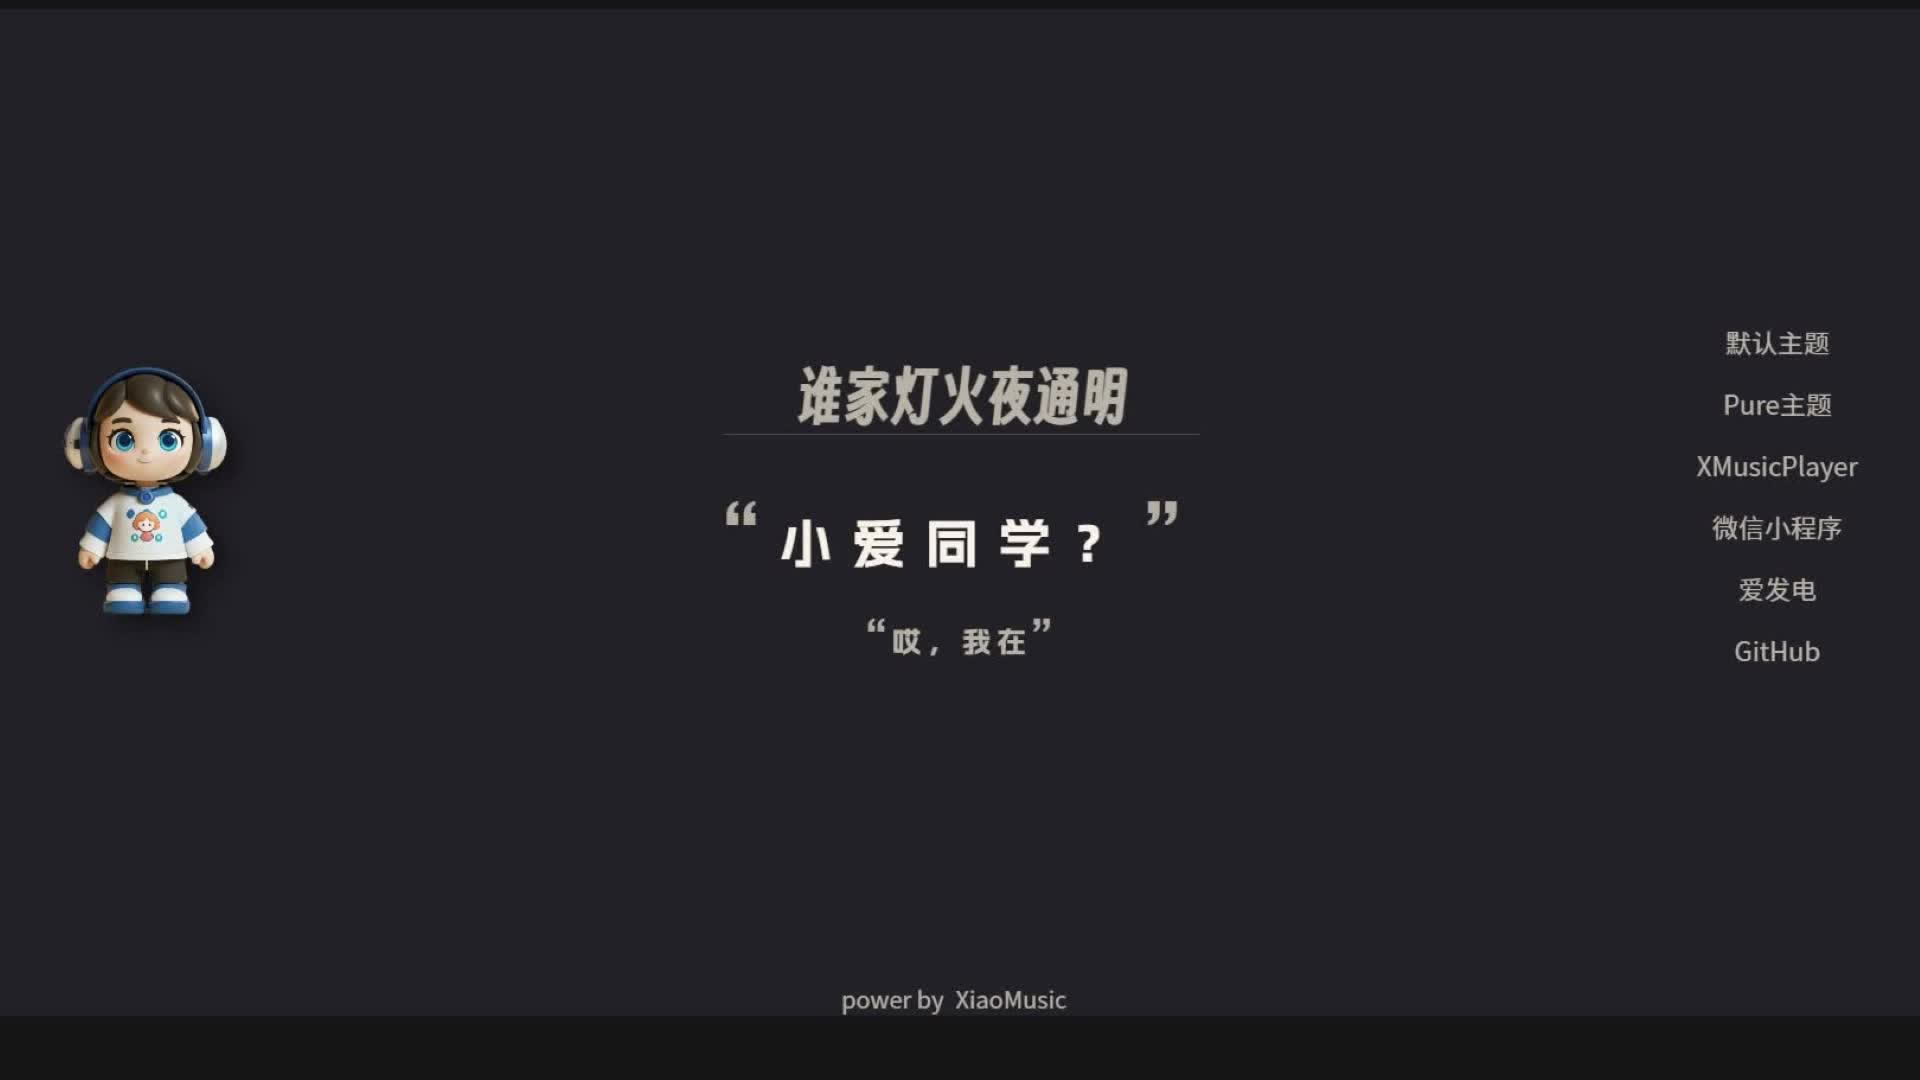 谁家灯火夜通明
“小爱同学?”
“哎，我在”
默认主题
Pure主题
XMusicPlayer
微信小程序
爱发电
GitHub
power by XiaoMusic